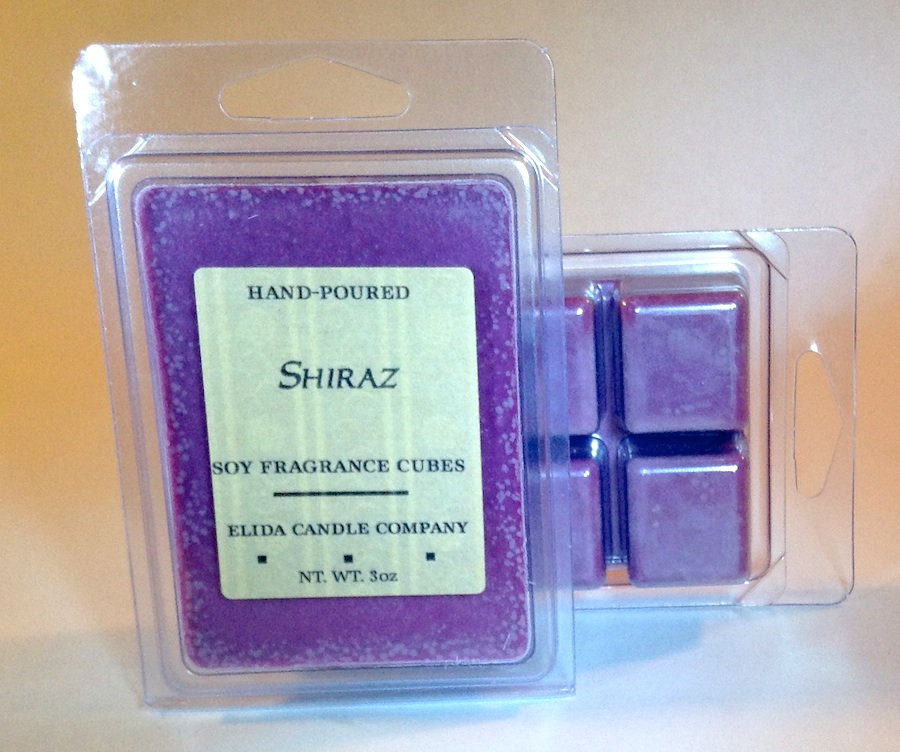 HAND-POURED
SHIRAZ
SOY FRAGRANCE CUBES
ELIDA CANDLE COMPANY
NT. WT. 3oz